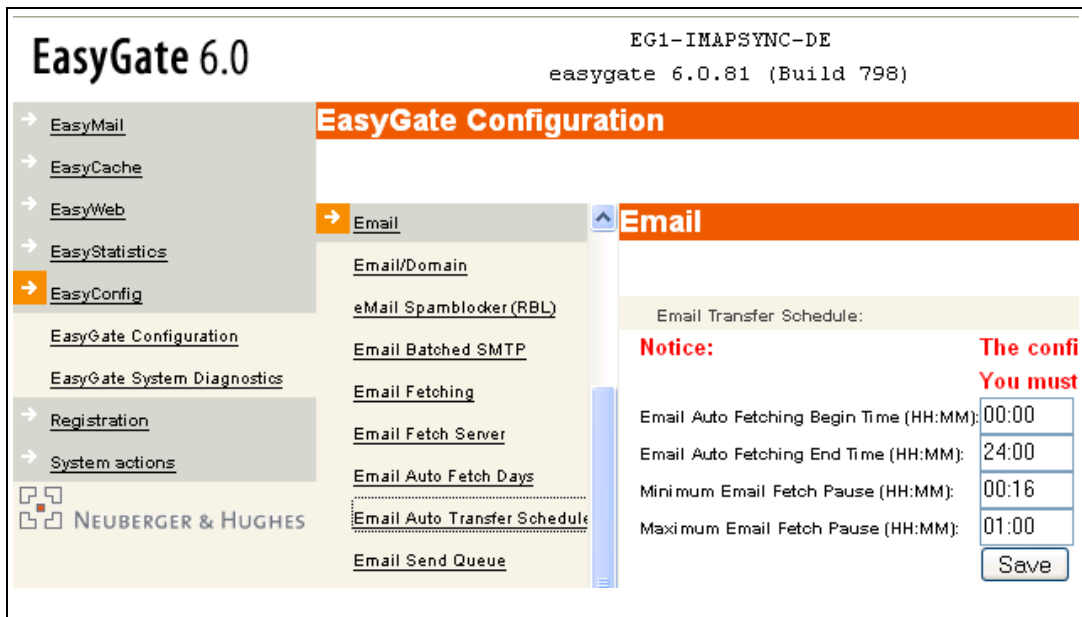 EasyGate 6.0
EG1-IMAPSYNC-DE
easygate 6.0.81 (Build 798)
EasyMail
EasyCache
EasyWeb
EasyStatistics
EasyConfig
EasyGate Configuration
EasyGate System Diagnostics
Registration
System actions
NEUBERGER & HUGHES
EasyGate Configuration
Email
Email/Domain
eMail Spamblocker (RBL)
Email Batched SMTP
Email Fetching
Email Fetch Server
Email Auto Fetch Days
Email Auto Transfer Schedule
Email Send Queue
Email
Email Transfer Schedule:
Notice: The confi
You must
Email Auto Fetching Begin Time (HH:MM): 00:00
Email Auto Fetching End Time (HH:MM): 24:00
Minimum Email Fetch Pause (HH:MM): 00:16
Maximum Email Fetch Pause (HH:MM): 01:00
Save